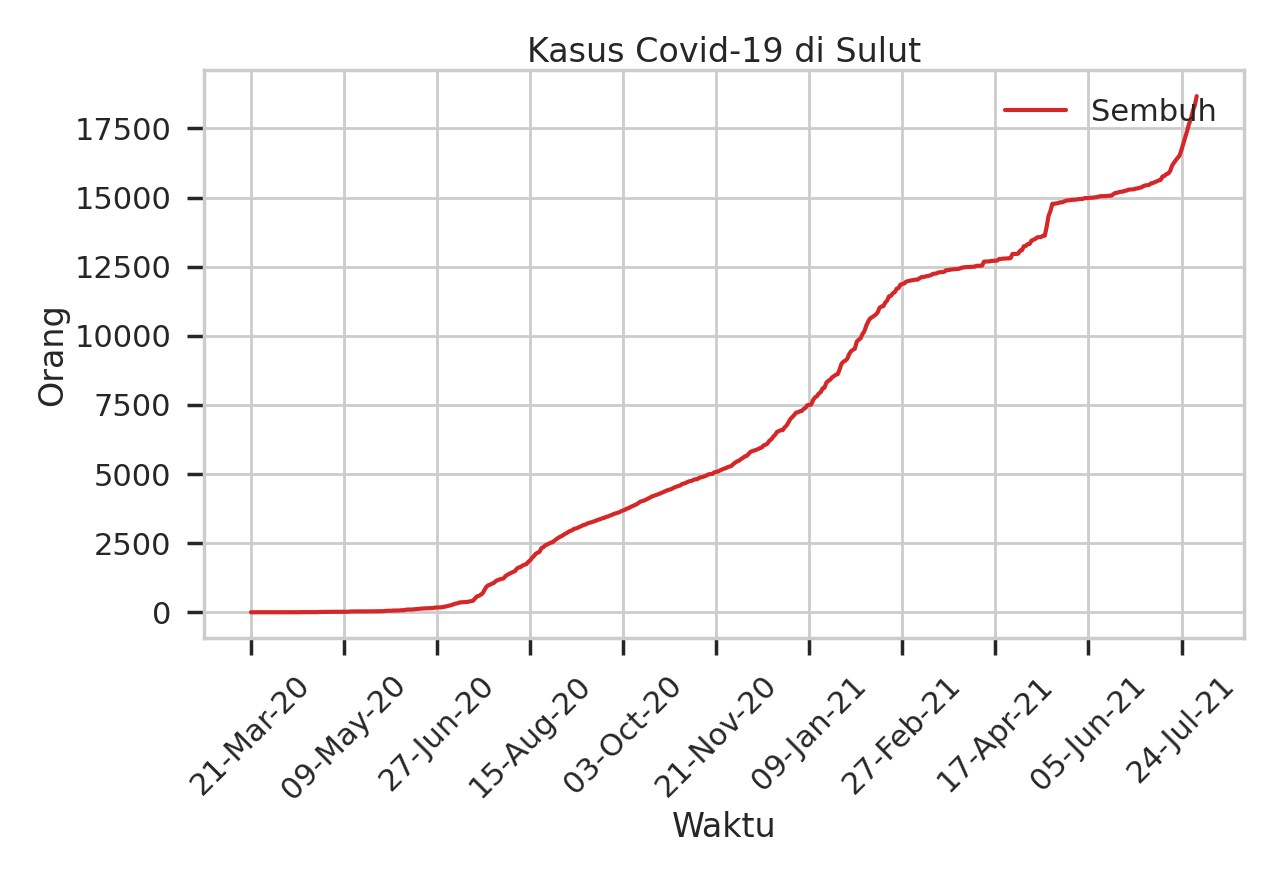 Kasus Covid-19 di Sulut
Sembuh
17500
15000
12500
10000
7500
5000
2500
0
Orang
21-Mar-20
09-May-20
27-Jun-20
15-Aug-20
03-Oct-20
21-Nov-20
09-Jan-21
27-Feb-21
17-Apr-21
05-Jun-21
24-Jul-21
Waktu